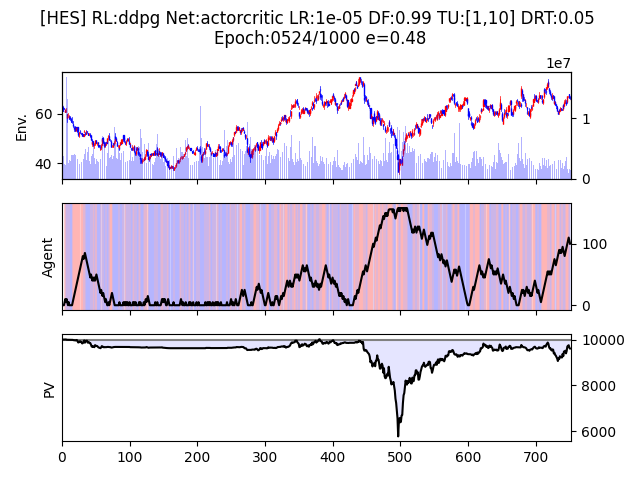 [HES] RL:ddpg Net:actorcritic LR:1e-05 DF:0.99 TU:[1,10] DRT:0.05
Epoch:0524/1000 e=0.48
1e7
Env.
60
40
1
0
Agent
100
0
PV
10000
8000
6000
0 100 200 300 400 500 600 700